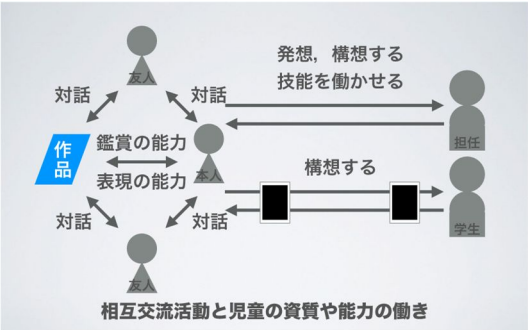 友人
発想，構想する
技能を働かせる
対話
対話
担任
作品
鑑賞の能力
表現の能力
本人
構想する
対話
対話
学生
友人
相互交流活動と児童の資質や能力の働き